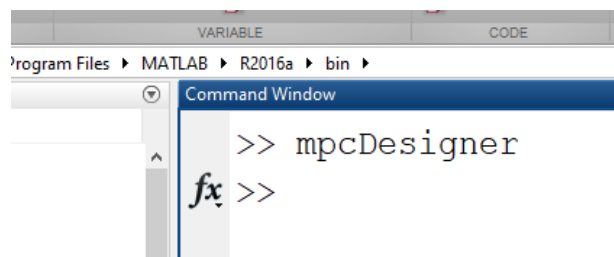 VARIABLE CODE
Program Files ▸ MATLAB ▸ R2016a ▸ bin ▸
Command Window
>> mpcDesigner
fx >>